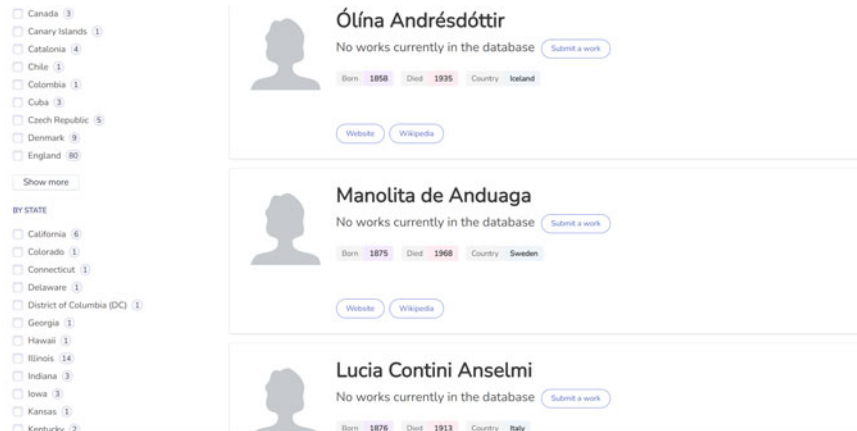 Canada 3
Canary Islands 1
Catalonia 4
Chile 1
Colombia 1
Cuba 3
Czech Republic 5
Denmark 9
England 80
Show more
BY STATE
California 6
Colorado 1
Connecticut 1
Delaware 1
District of Columbia (DC) 1
Georgia 1
Hawaii 1
Illinois 14
Indiana 3
Iowa 3
Kansas 1
Kentucky 2
Ólína Andrésdóttir
No works currently in the database Submit a work
Born 1858 Died 1935 Country Iceland
Website Wikipedia
Manolita de Anduaga
No works currently in the database Submit a work
Born 1875 Died 1968 Country Sweden
Website Wikipedia
Lucia Contini Anselmi
No works currently in the database Submit a work
Born 1876 Died 1913 Country Italy